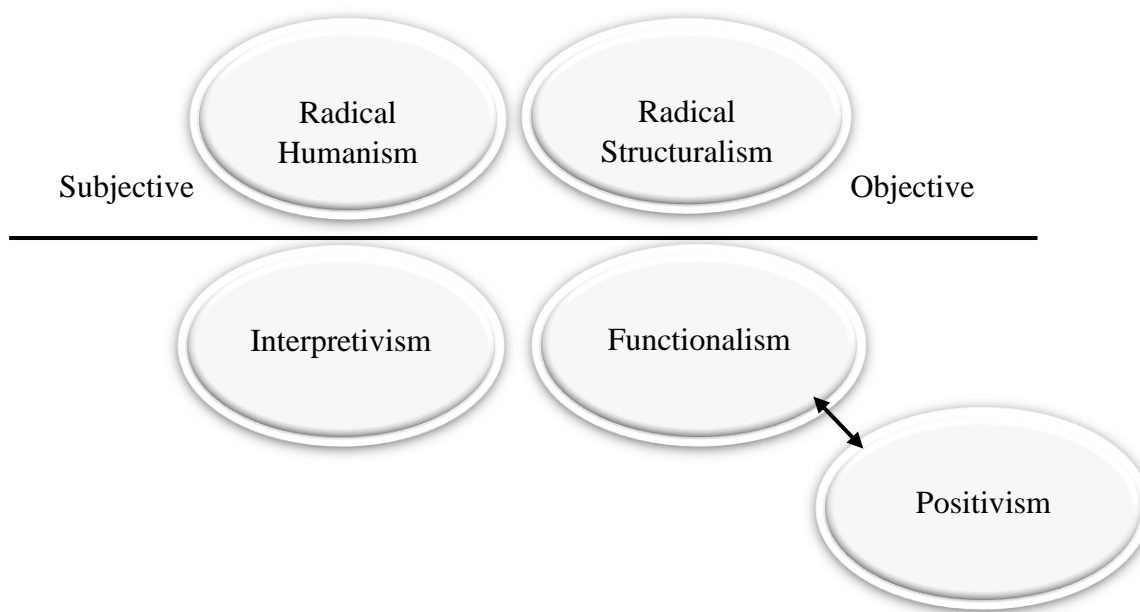 Radical
Humanism
Radical
Structuralism
Subjective
Objective
Interpretivism
Functionalism
Positivism